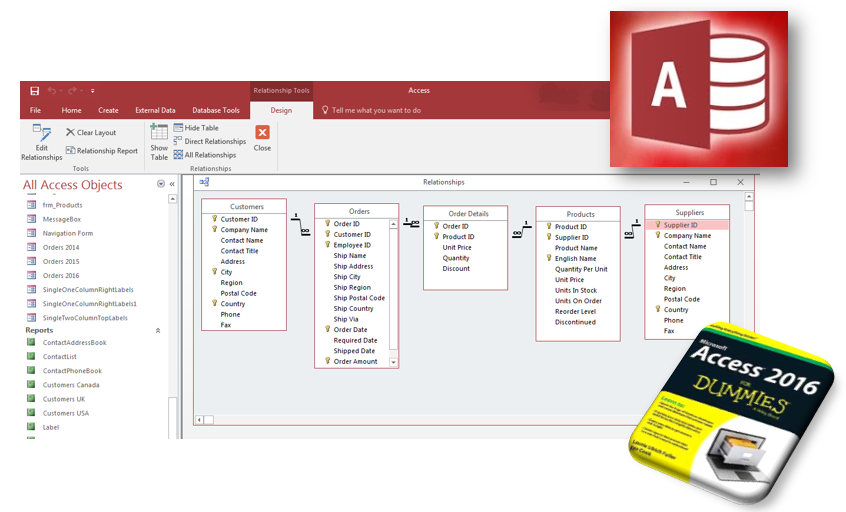 A
Relationship Tools
Access
File
Home
Create
External Data
Database Tools
Design
Tell me what you want to do
Edit
Relationships
Clear Layout
Relationship Report
Tools
Show
Table
Hide Table
Direct Relationships
All Relationships
Relationships
Close
All Access Objects
frm_Products
MessageBox
Navigation Form
Orders 2014
Orders 2015
Orders 2016
SingleOneColumnRightLabels
SingleOneColumnRightLabels1
SingleTwoColumnTopLabels
Reports
ContactAddressBook
ContactList
ContactPhoneBook
Customers Canada
Customers UK
Customers USA
Label
Relationships
Customers
Customer ID
Company Name
Contact Name
Contact Title
Address
City
Region
Postal Code
Country
Phone
Fax
1
∞
Orders
Order ID
Customer ID
Employee ID
Ship Name
Ship Address
Ship City
Ship Region
Ship Postal Code
Ship Country
Ship Via
Order Date
Required Date
Shipped Date
Order Amount
1
∞
Order Details
Order ID
Product ID
Unit Price
Quantity
Discount
1
∞
Products
Product ID
Supplier ID
Product Name
English Name
Quantity Per Unit
Unit Price
Units In Stock
Units On Order
Reorder Level
Discontinued
1
∞
Suppliers
Supplier ID
Company Name
Contact Name
Contact Title
Address
City
Region
Postal Code
Country
Phone
Fax
Making Everything Easier
Microsoft
Access 2016
FOR
DUMMIES
A Wiley Brand
Learn to:
Laurie Ulrich Fuller
Ken Cook